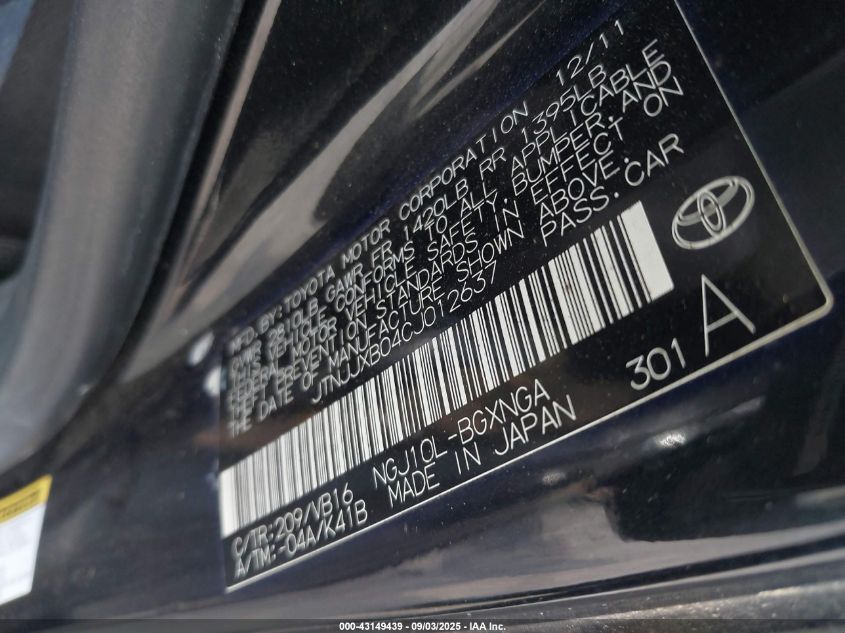 MFD. BY: TOYOTA MOTOR CORPORATION 12/11
GVWR 2810LB GAWR FR 1420LB RR 1395LB
THIS VEHICLE CONFORMS TO ALL APPLICABLE
FEDERAL MOTOR VEHICLE SAFETY, BUMPER, AND
THEFT PREVENTION STANDARDS IN EFFECT ON
THE DATE OF MANUFACTURE SHOWN ABOVE.
JTNJJXB04CJ012637 PASS. CAR
301 A
C/TR:209/VB16 NGJ10L-BGXNGA
A/TM:-04A/K41B MADE IN JAPAN
000-43149439 - 09/03/2025 - IAA Inc.